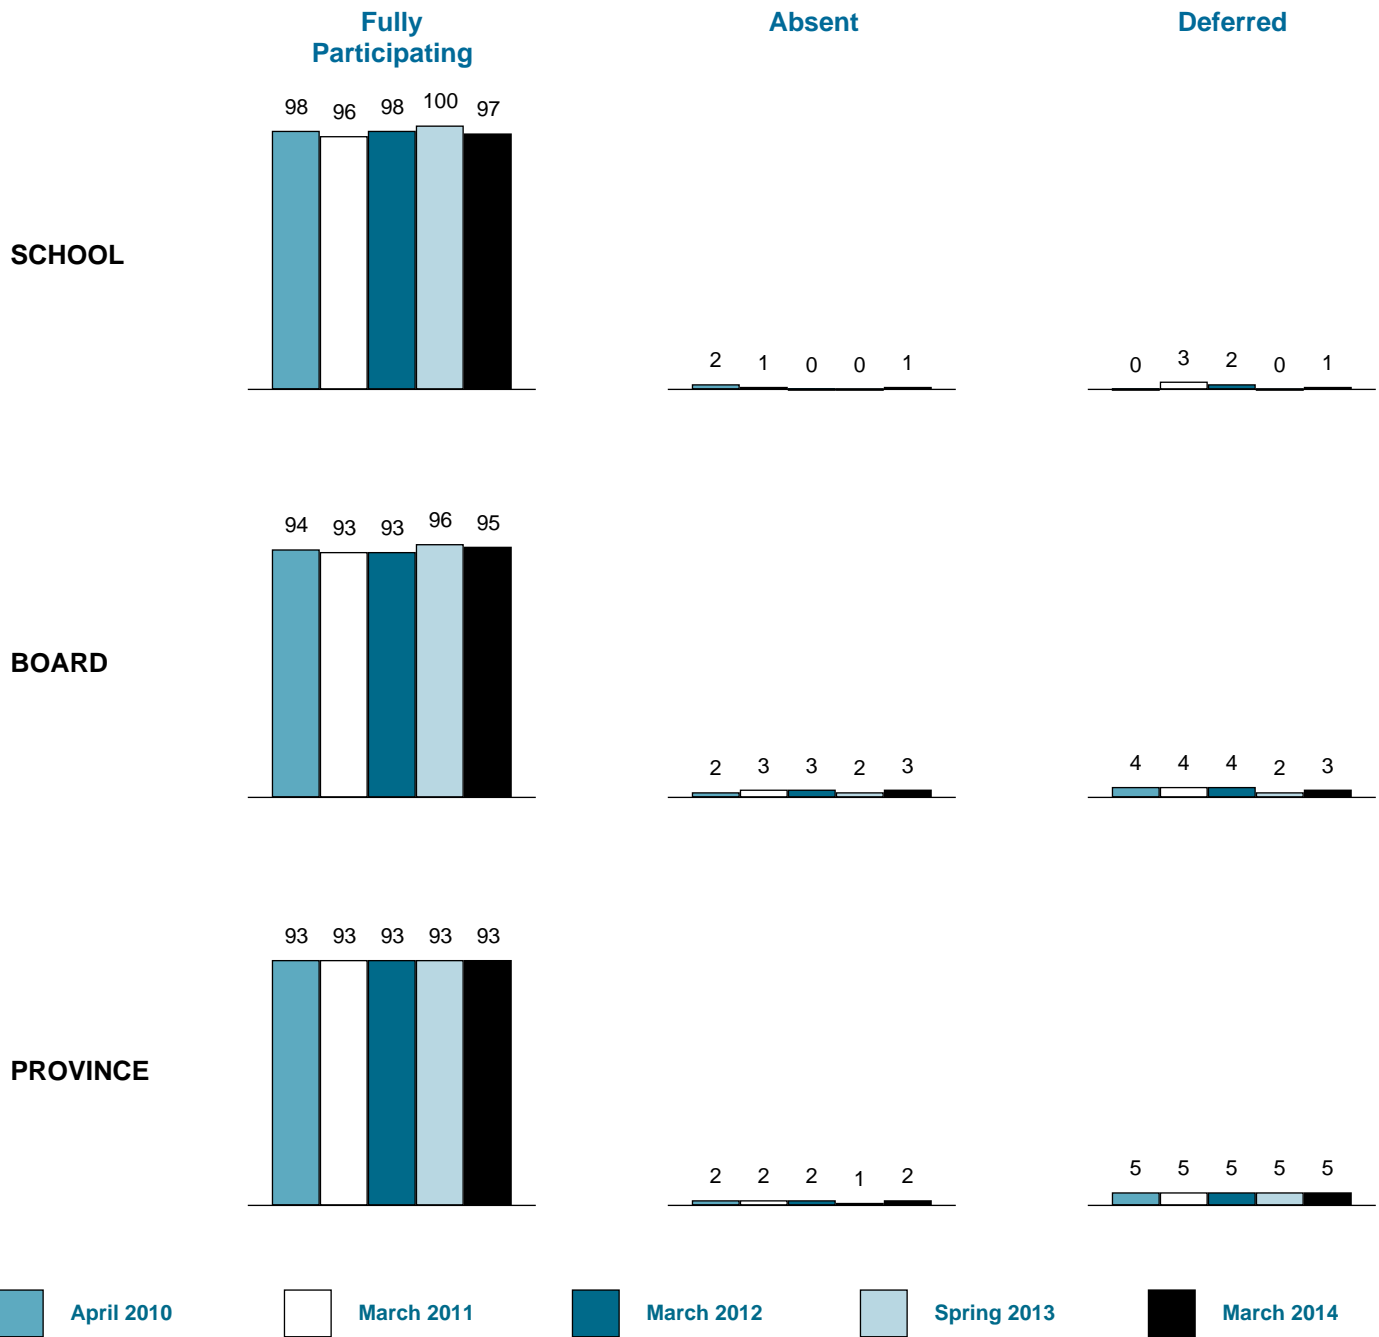 Fully
Participating
Absent
Deferred
SCHOOL
98 96 98 100 97
2 1 0 0 1
0 3 2 0 1
BOARD
94 93 93 96 95
2 3 3 2 3
4 4 4 2 3
PROVINCE
93 93 93 93 93
2 2 2 1 2
5 5 5 5 5
April 2010
March 2011
March 2012
Spring 2013
March 2014